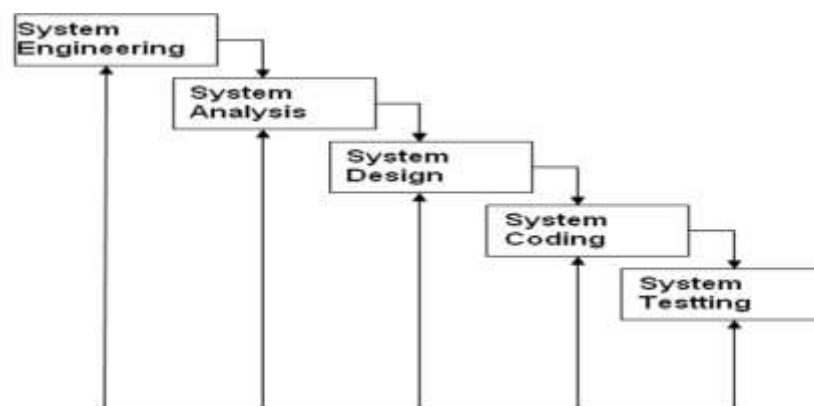 System
Engineering
System
Analysis
System
Design
System
Coding
System
Testting